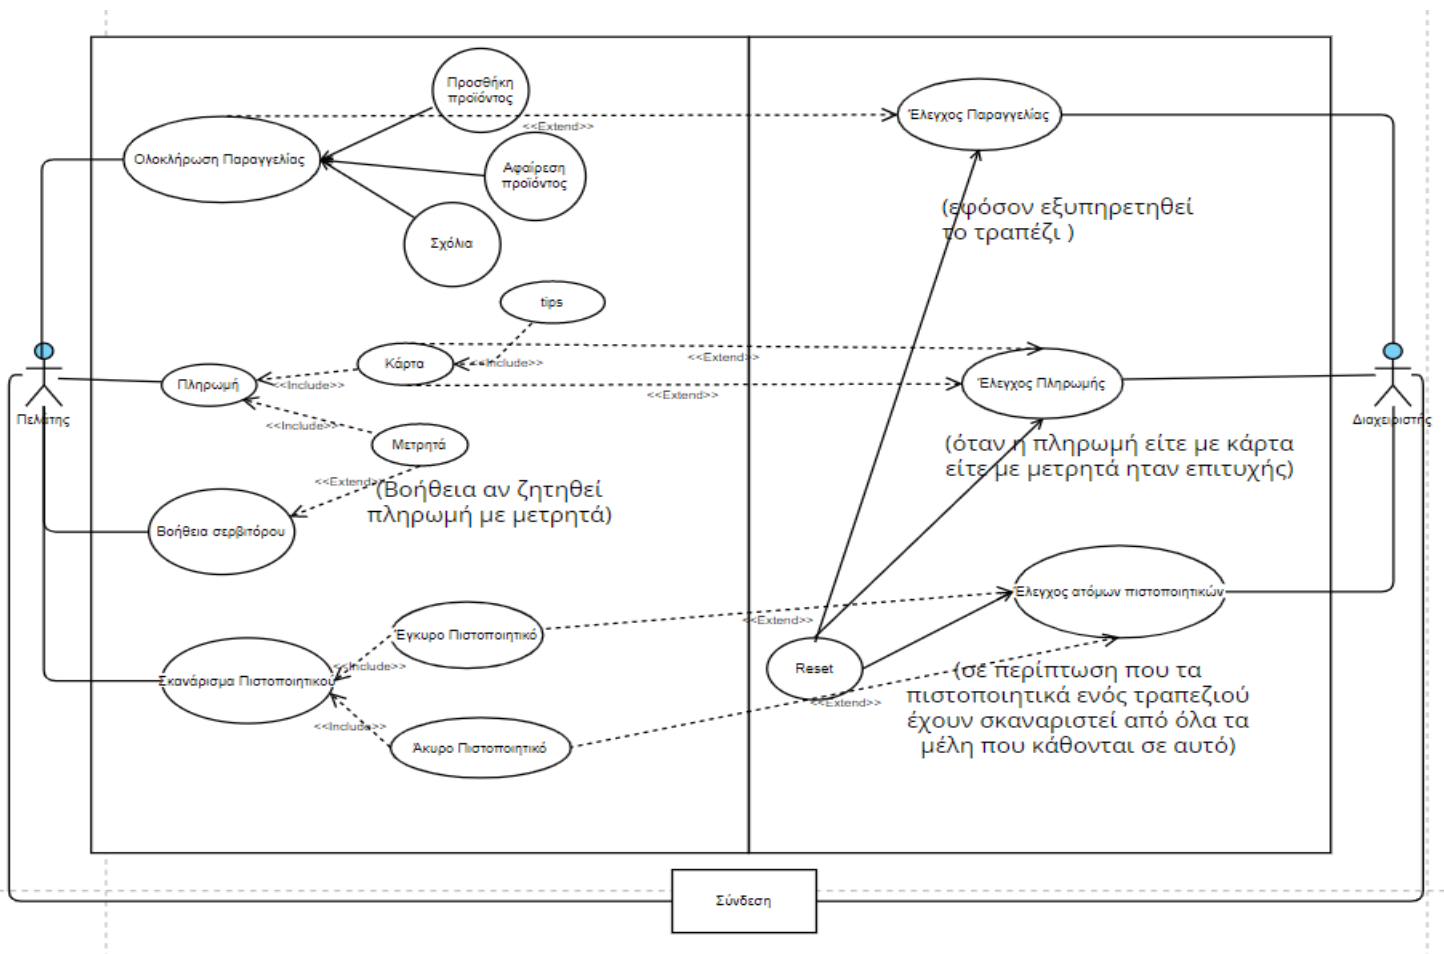 Προσθήκη
προϊόντος
<<Extend>>
Έλεγχος Παραγγελίας
Ολοκλήρωση Παραγγελίας
Αφαίρεση
προϊόντος
Σχόλια
(εφόσον εξυπηρετηθεί
το τραπέζι )
tips
Κάρτα
<<Include>>
<<Extend>>
Πληρωμή
<<Include>>
<<Extend>>
Έλεγχος Πληρωμής
Πελάτης
Διαχειριστής
<<Include>>
Μετρητά
(όταν η πληρωμή είτε με κάρτα
είτε με μετρητά ηταν επιτυχής)
<<Extend>>
(Βοήθεια αν ζητηθεί
πληρωμή με μετρητά)
Βοήθεια σερβιτόρου
Έλεγχος ατόμων πιστοποιητικών
<<Extend>>
Έγκυρο Πιστοποιητικό
<<Include>>
Σκανάρισμα Πιστοποιητικού
Reset
<<Extend>>
(σε περίπτωση που τα
πιστοποιητικά ενός τραπεζιού
έχουν σκαναριστεί από όλα τα
μέλη που κάθονται σε αυτό)
<<Include>>
Άκυρο Πιστοποιητικό
Σύνδεση